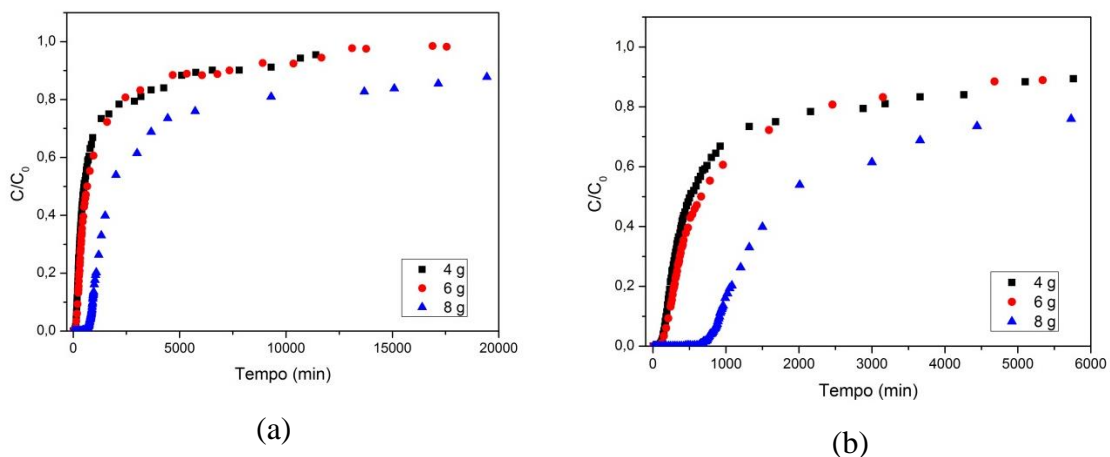 1,0
0,8
0,6
0,4
0,2
0,0
C/C0
4 g
6 g
8 g
0 5000 10000 15000 20000
Tempo (min)
(a)
1,0
0,8
0,6
0,4
0,2
0,0
C/C0
4 g
6 g
8 g
0 1000 2000 3000 4000 5000 6000
Tempo (min)
(b)